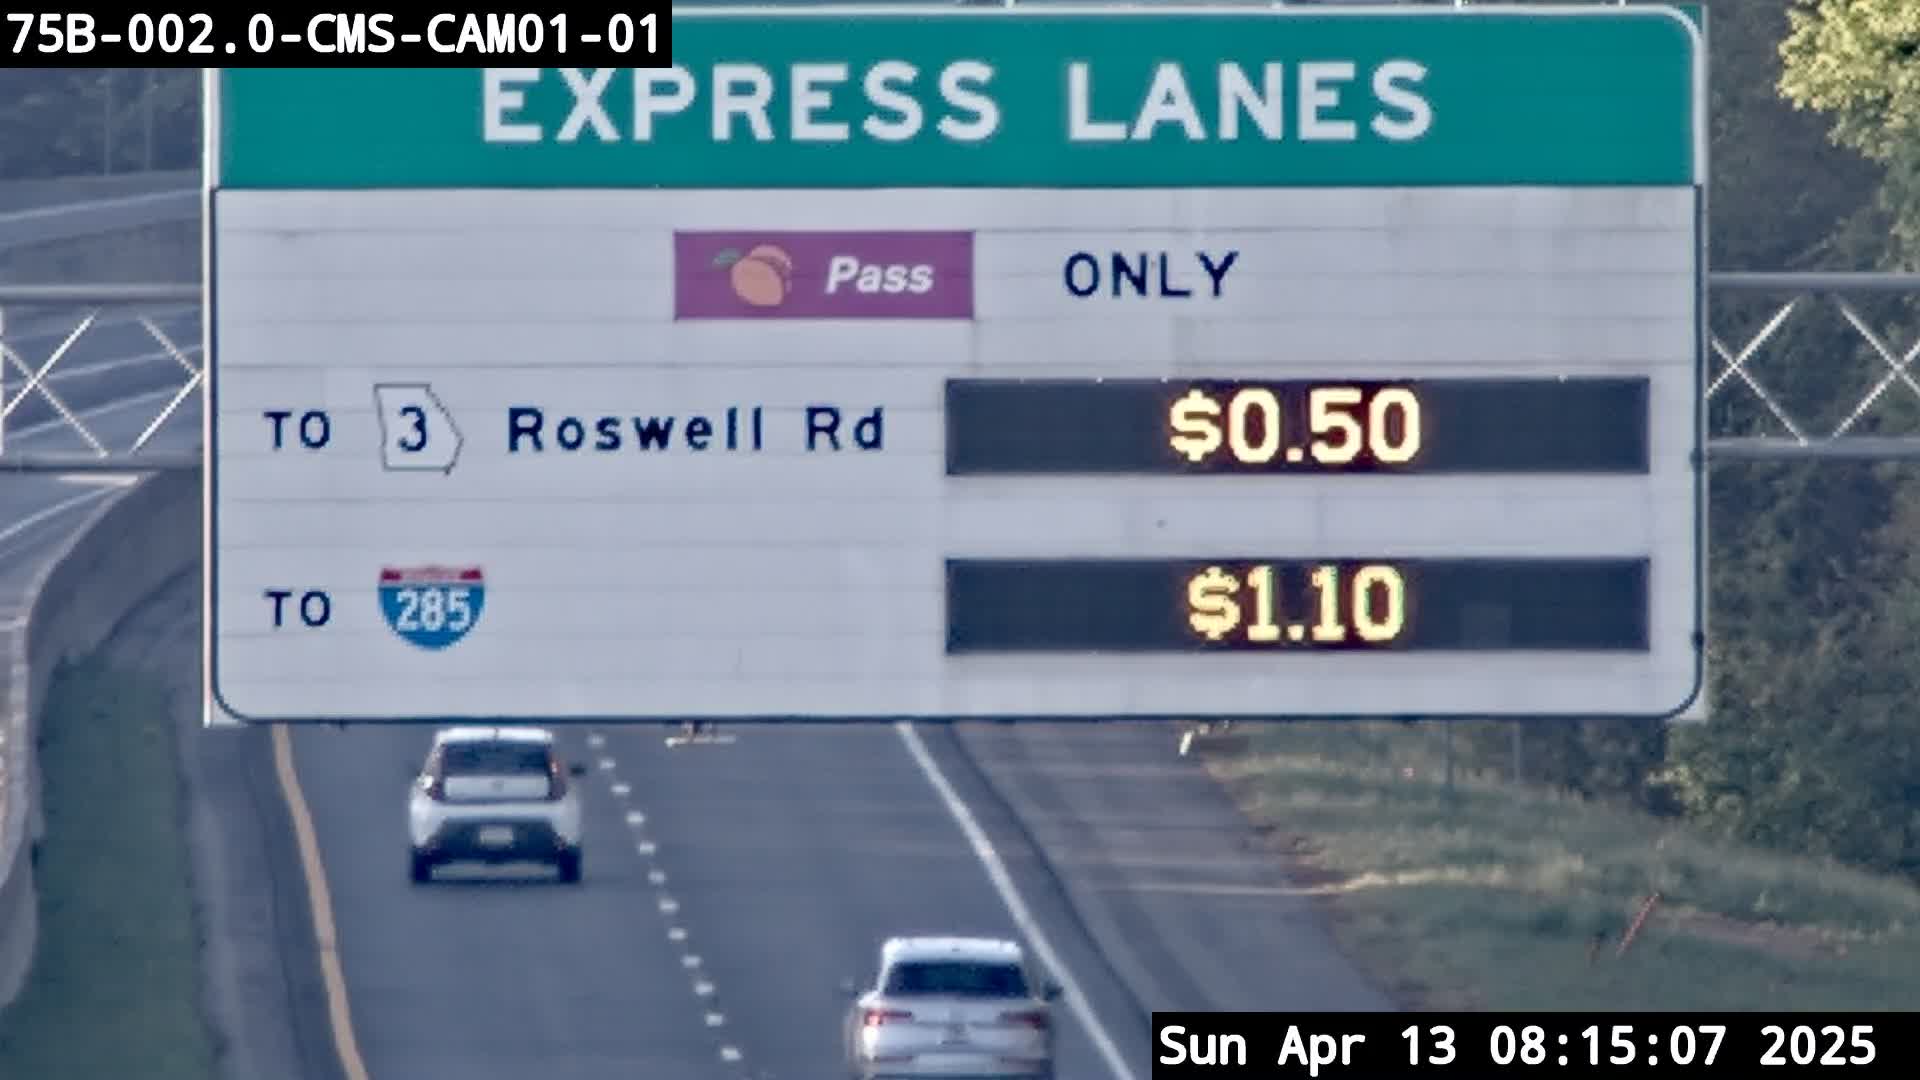 75B-002.0-CMS-CAM01-01
EXPRESS LANES
Pass ONLY
TO 3 Roswell Rd $0.50
TO 285 $1.10
Sun Apr 13 08:15:07 2025